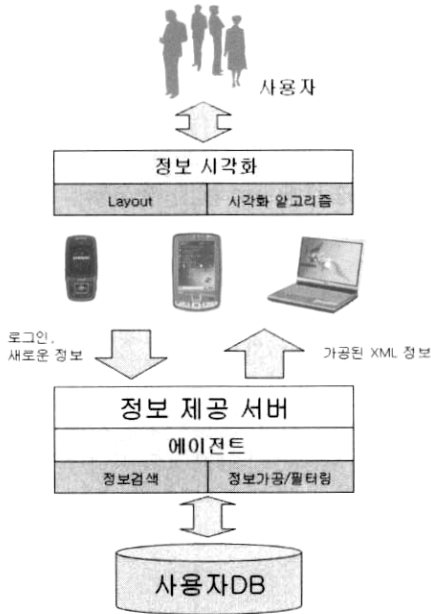 사용자
정보 시각화
Layout
시각화 알고리즘
로그인,
새로운 정보
가공된 XML 정보
정보 제공 서버
에이전트
정보검색
정보가공/필터링
사용자DB